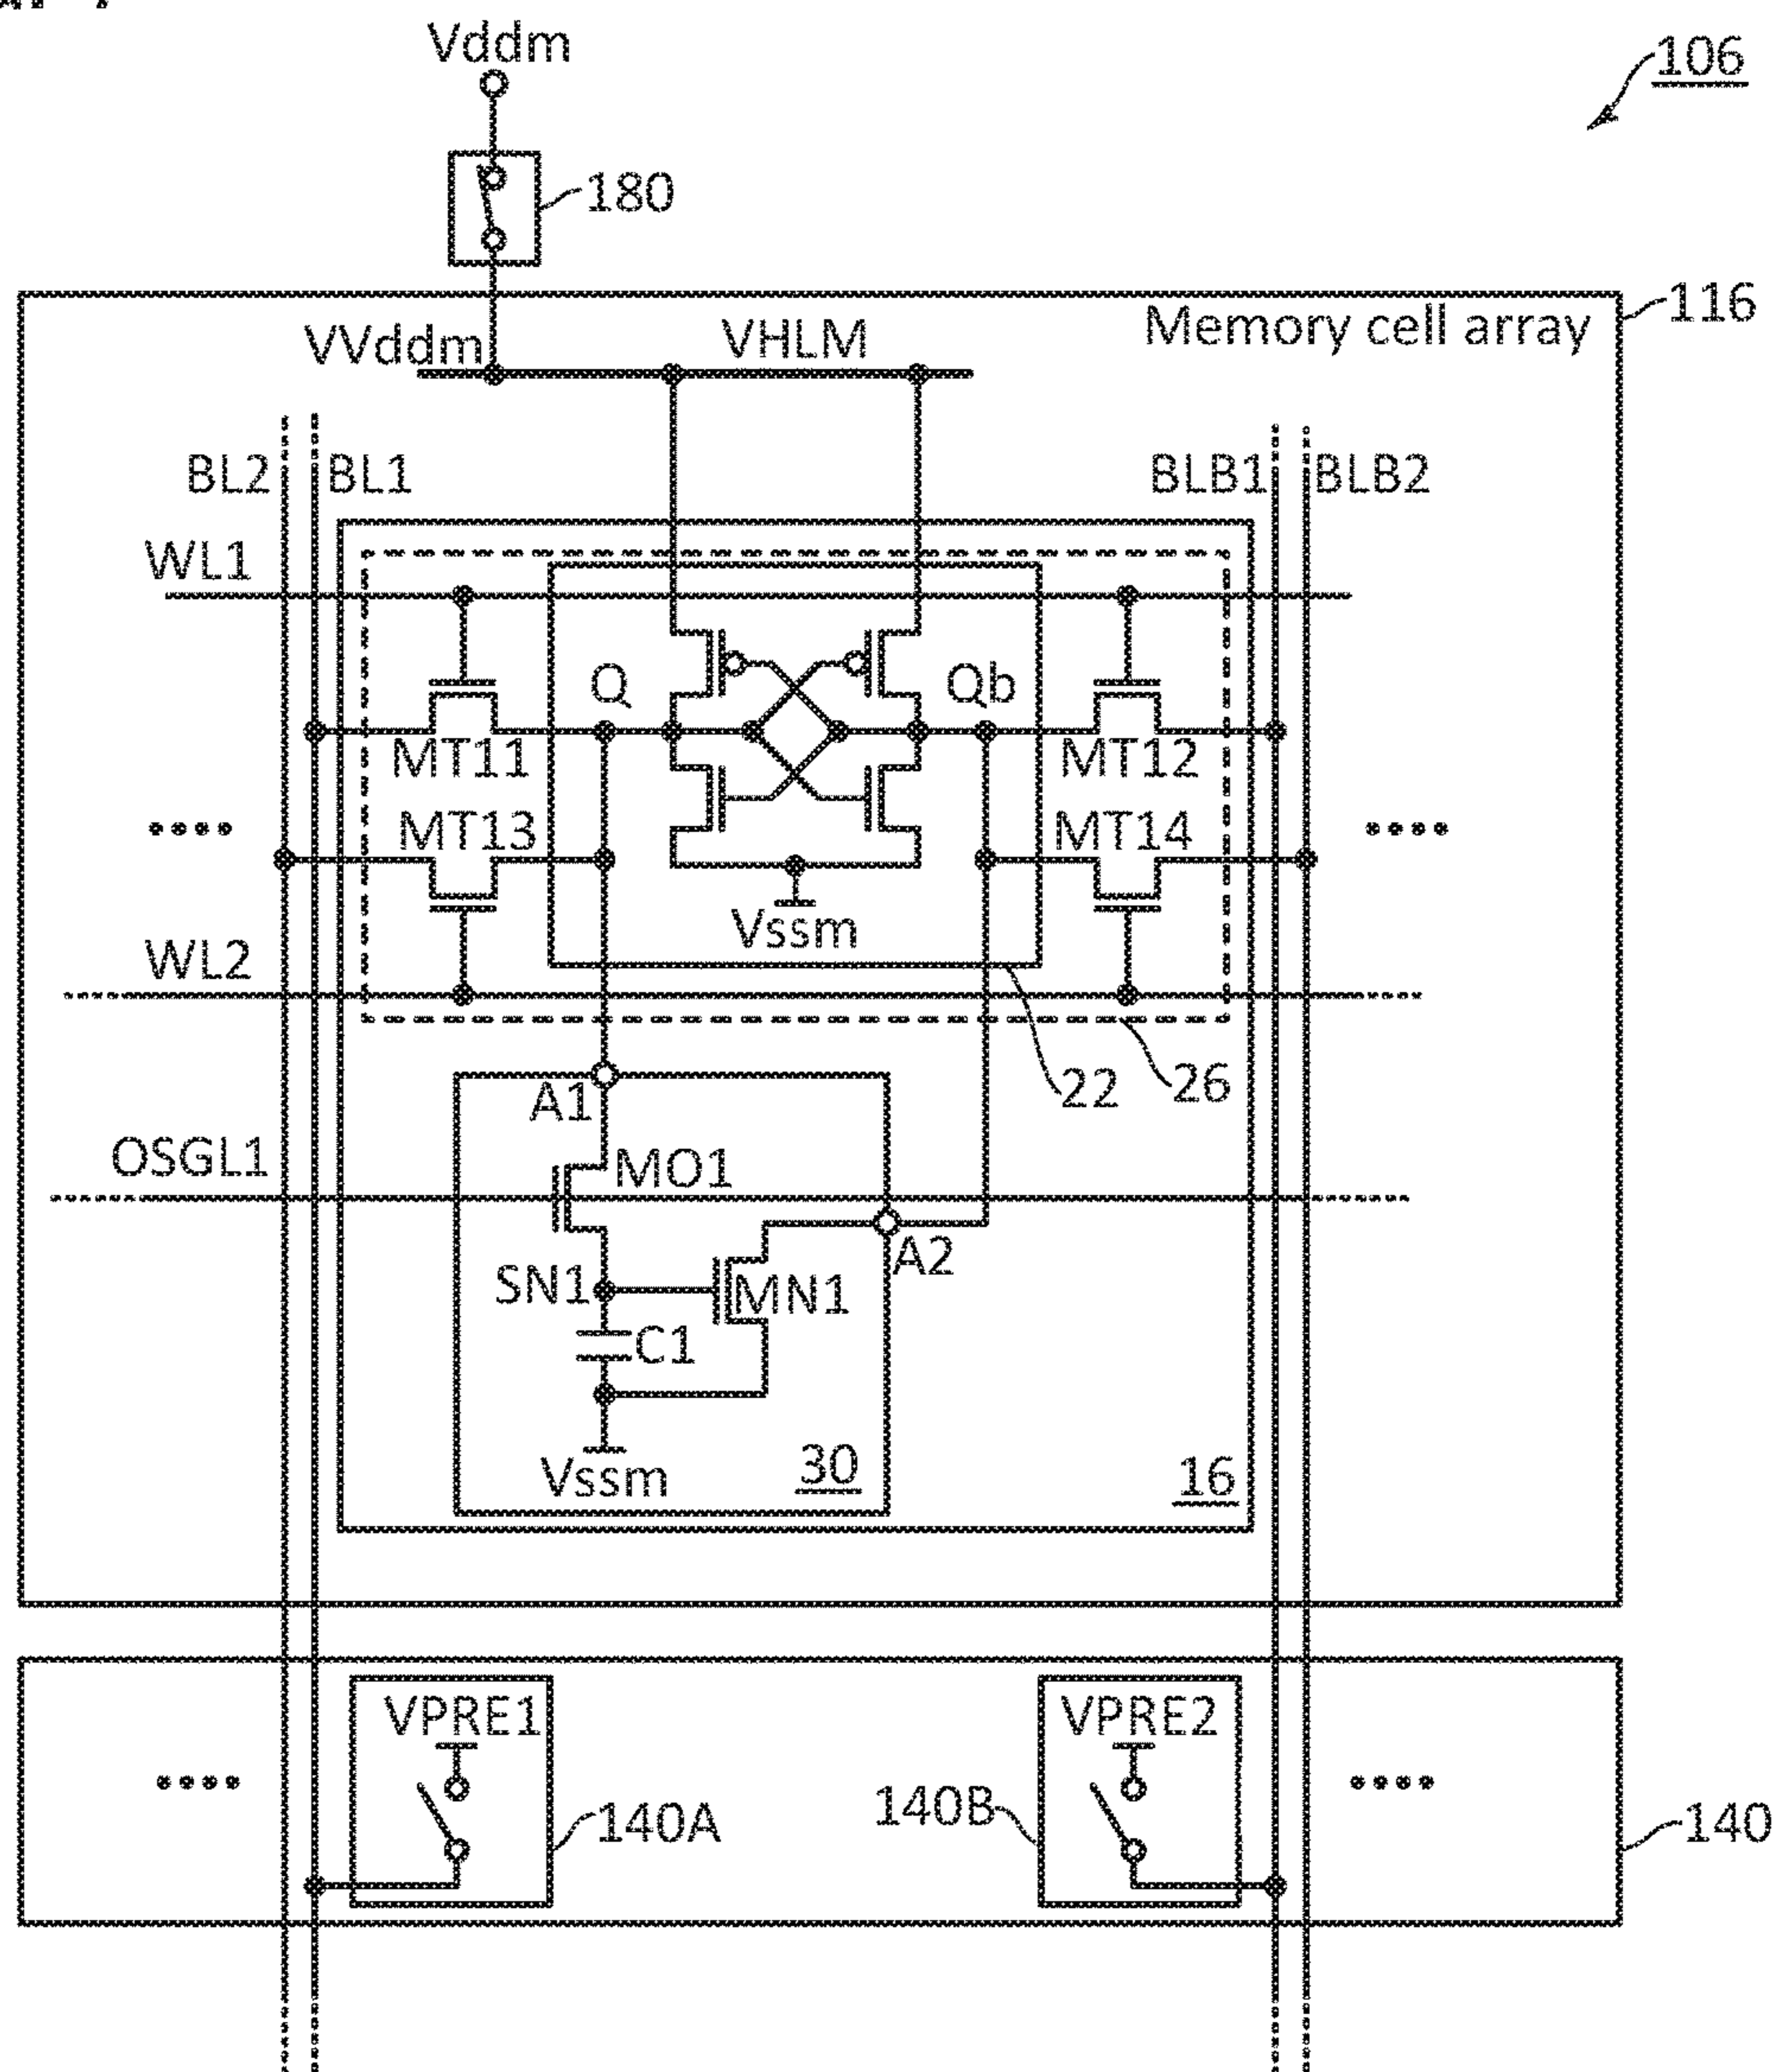 Vddm
106
180
116
Memory cell array
VVddm
VHLM
BL2
BL1
BLB1
BLB2
WL1
Q
Qb
MT11
MT12
MT13
MT14
Vssm
WL2
22
26
A1
OSGL1
MO1
A2
SN1
MN1
C1
Vssm
30
16
VPRE1
VPRE2
140A
140B
140